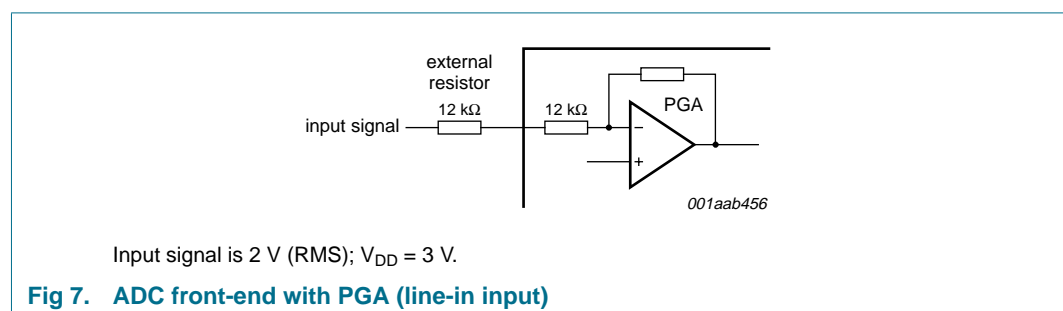 external
resistor
12 kΩ
12 kΩ
PGA
input signal
−
+
001aab456
Input signal is 2 V (RMS); V_DD = 3 V.
Fig 7. ADC front-end with PGA (line-in input)